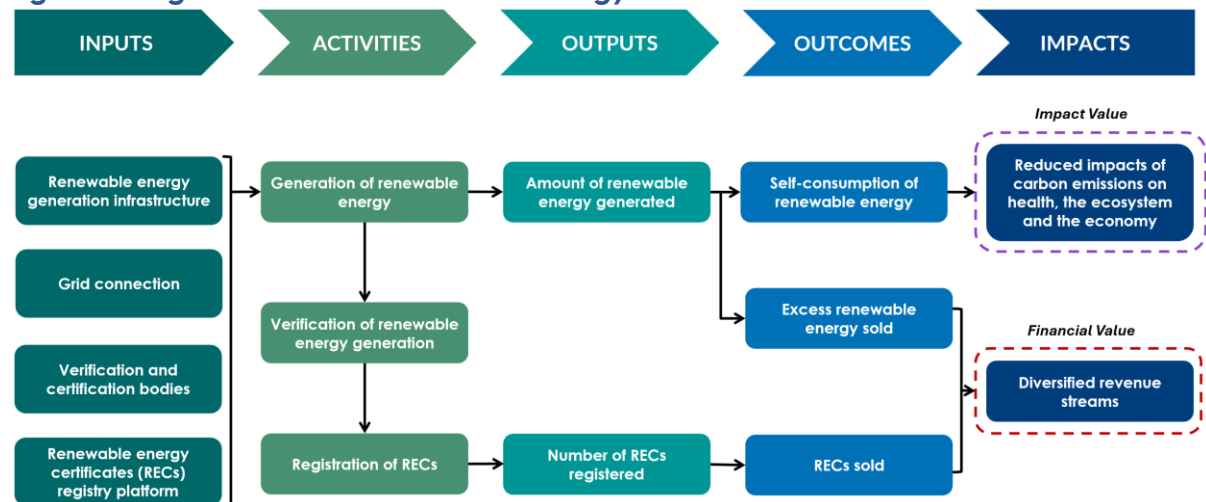 INPUTS
ACTIVITIES
OUTPUTS
OUTCOMES
IMPACTS
Impact Value
Renewable energy
generation infrastructure
Generation of renewable
energy
Amount of renewable
energy generated
Self-consumption of
renewable energy
Reduced impacts of
carbon emissions on
health, the ecosystem
and the economy
Grid connection
Verification of renewable
energy generation
Excess renewable
energy sold
Financial Value
Verification and
certification bodies
Diversified revenue
streams
Renewable energy
certificates (RECs)
registry platform
Registration of RECs
Number of RECs
registered
RECs sold